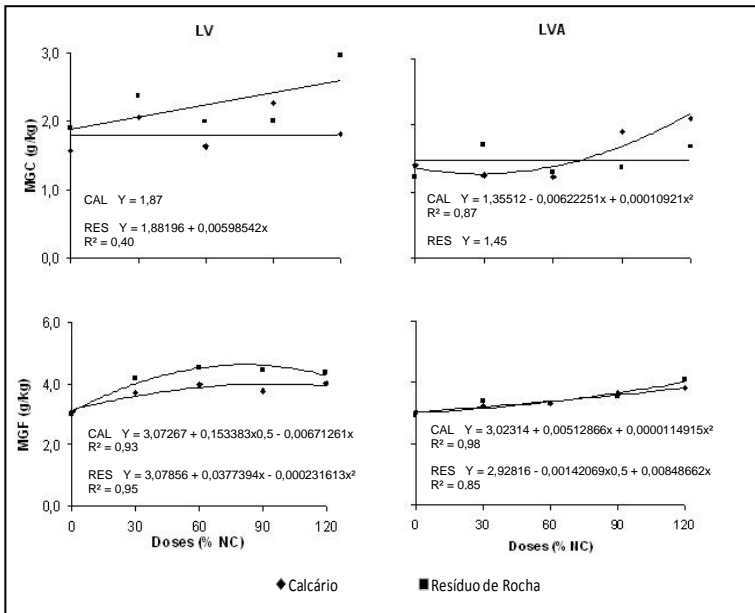 LV
LVA
3,0
2,0
1,0
0,0
MGC (g/kg)
CAL Y = 1,87
RES Y = 1,88196 + 0,00598542x
R² = 0,40
CAL Y = 1,35512 - 0,00622251x + 0,00010921x²
R² = 0,87
RES Y = 1,45
6,0
4,0
2,0
0,0
MGF (g/kg)
CAL Y = 3,07267 + 0,153383x0,5 - 0,00671261x
R² = 0,93
RES Y = 3,07856 + 0,0377394x - 0,000231613x²
R² = 0,95
CAL Y = 3,02314 + 0,00512866x + 0,0000114915x²
R² = 0,98
RES Y = 2,92816 - 0,00142069x0,5 + 0,00848662x
R² = 0,85
0 30 60 90 120
Doses (% NC)
0 30 60 90 120
Doses (% NC)
Calcário
Resíduo de Rocha